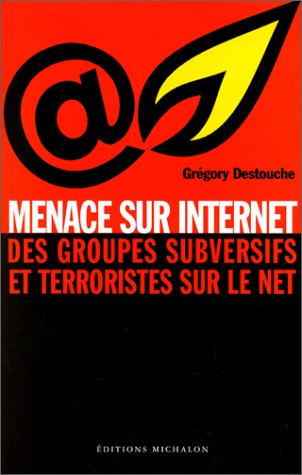 @
Grégory Destouche
MENACE SUR INTERNET
DES GROUPES SUBVERSIFS
ET TERRORISTES SUR LE NET
ÉDITIONS MICHALON